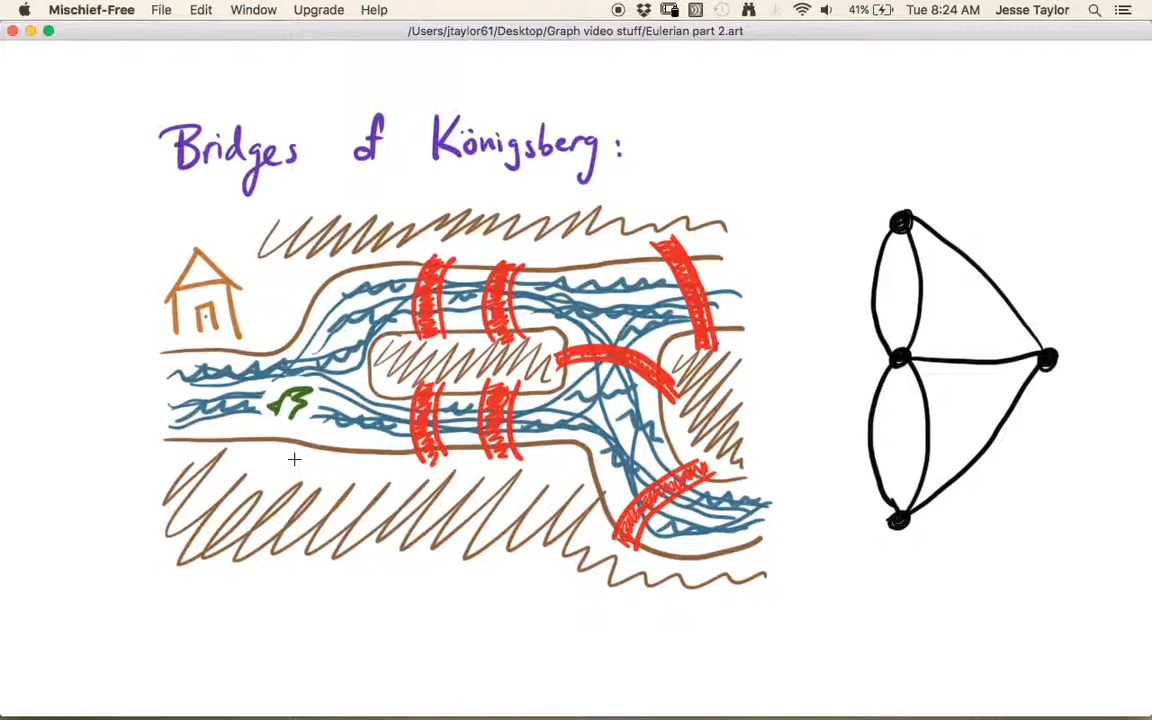 Mischief-Free File Edit Window Upgrade Help 41% Tue 8:24 AM Jesse Taylor
/Users/jtaylor61/Desktop/Graph video stuff/Eulerian part 2.art
Bridges of Königsberg: